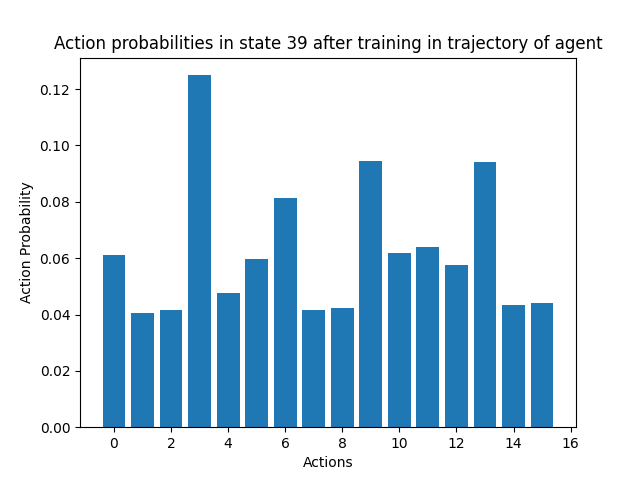 Action probabilities in state 39 after training in trajectory of agent
0.12
0.10
0.08
0.06
0.04
0.02
0.00
Action Probability
0 2 4 6 8 10 12 14 16
Actions